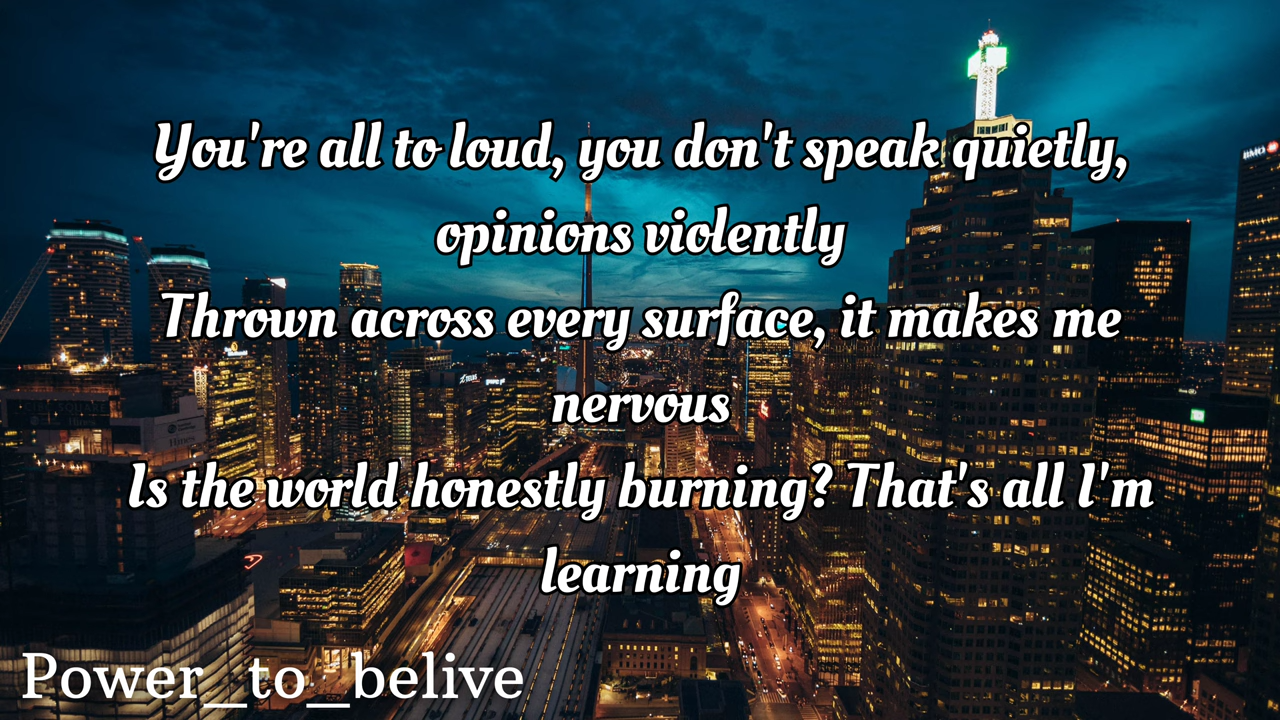 You're all to loud, you don't speak quietly,
opinions violently
Thrown across every surface, it makes me
nervous
Is the world honestly burning? That's all I'm
learning
Power_to_belive
BMO